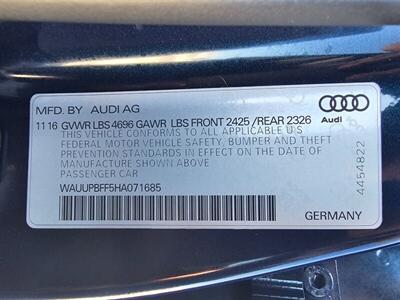 MFD. BY AUDI AG
Audi
11 16 GVWR LBS 4696 GAWR LBS FRONT 2425 /REAR 2326
THIS VEHICLE CONFORMS TO ALL APPLICABLE U.S.
FEDERAL MOTOR VEHICLE SAFETY, BUMPER AND THEFT
PREVENTION STANDARDS IN EFFECT ON THE DATE OF
MANUFACTURE SHOWN ABOVE.
PASSENGER CAR
WAUUPBFF5HA071685
GERMANY
4454822